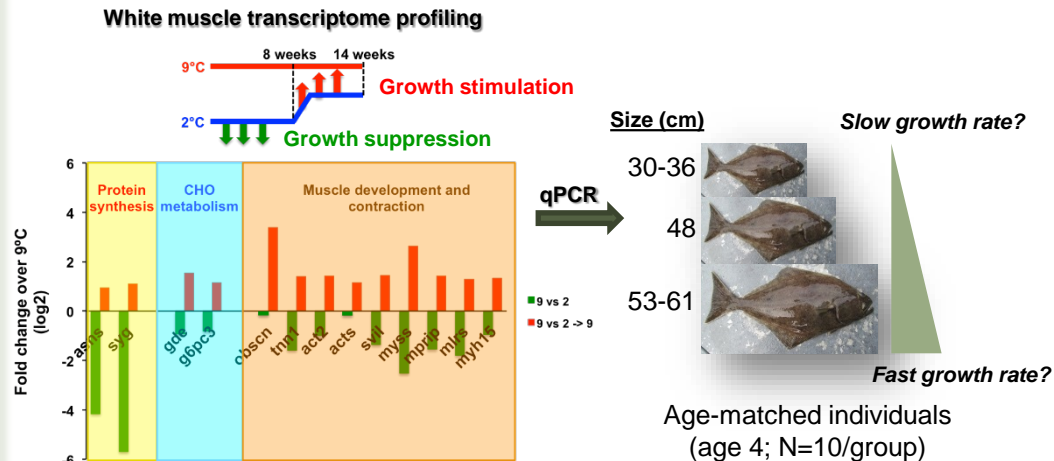 White muscle transcriptome profiling
8 weeks 14 weeks
9°C
Growth stimulation
2°C
Growth suppression
Size (cm)
Slow growth rate?
30-36
48
53-61
Fast growth rate?
Age-matched individuals
(age 4; N=10/group)
qPCR
Fold change over 9ºC
(log2)
6
4
2
0
-2
-4
-6
Protein
synthesis
CHO
metabolism
Muscle development and
contraction
asns
syg
gde
g6pc3
obscn
tnn1
act2
acts
svil
myss
mprip
mlrs
myh15
9 vs 2
9 vs 2 -> 9